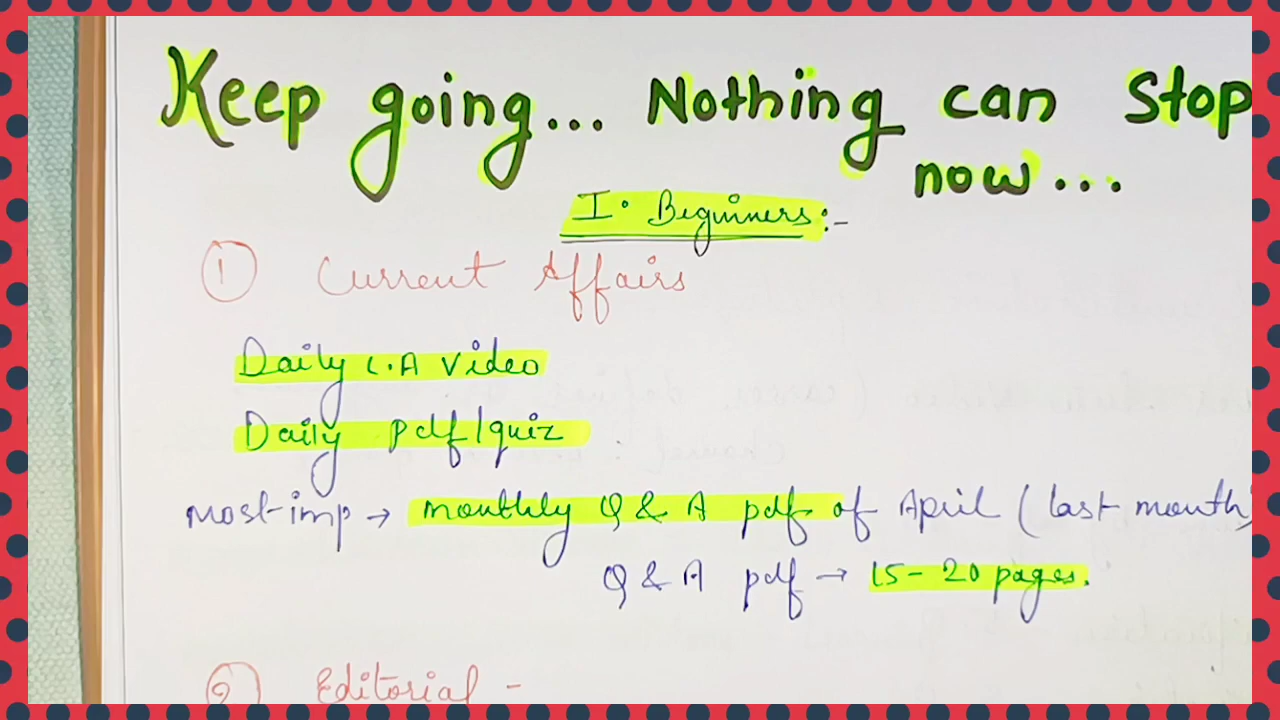 Keep going... Nothing can Stop
now...
I. Beginners:-
① Current Affairs
Daily C.A Video
Daily pdf/quiz
most-imp → monthly Q & A pdf of April (last month)
Q & A pdf → 15-20 pages.
② Editorial -